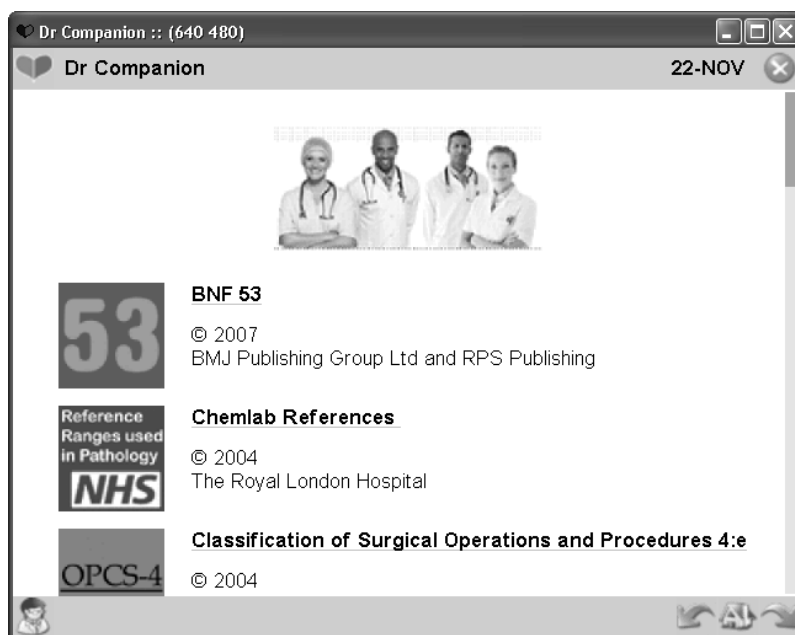 Dr Companion :: (640 480)
Dr Companion 22-NOV
BNF 53
53
© 2007
BMJ Publishing Group Ltd and RPS Publishing
Reference
Ranges used
in Pathology
NHS
Chemlab References
© 2004
The Royal London Hospital
Classification of Surgical Operations and Procedures 4:e
OPCS-4
© 2004
A